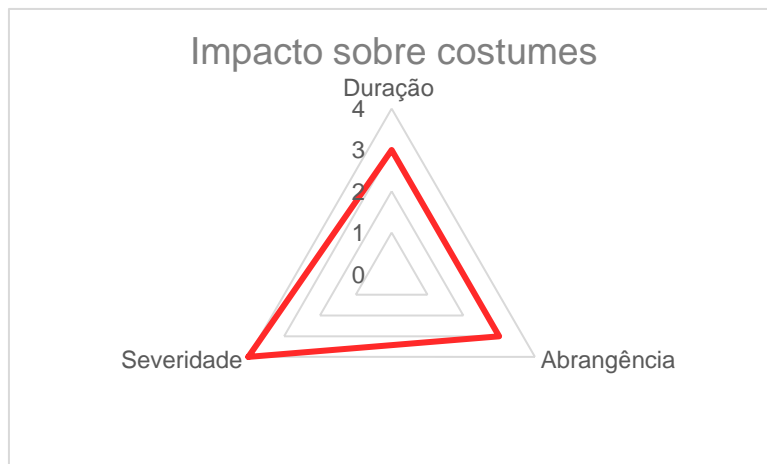 Impacto sobre costumes
Duração
4
3
2
1
0
Severidade
Abrangência